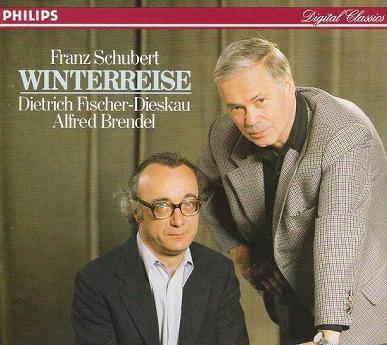 PHILIPS
Digital Classics
Franz Schubert
WINTERREISE
Dietrich Fischer-Dieskau
Alfred Brendel